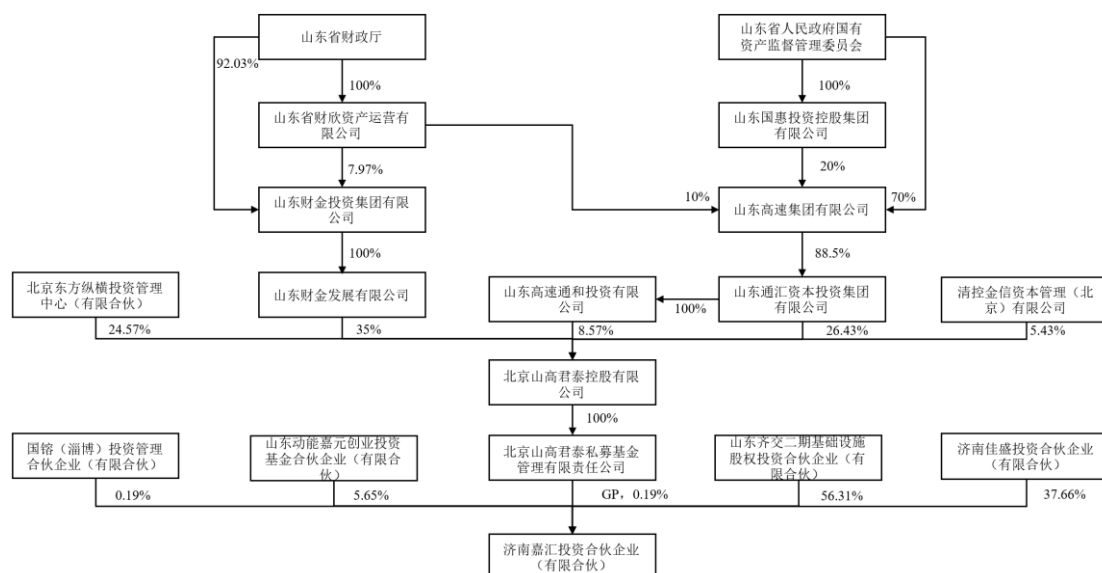 山东省财政厅
山东省人民政府国有
资产监督管理委员会
92.03%
100%
100%
山东省财欣资产运营有
限公司
山东国惠投资控股集团
有限公司
7.97%
20%
山东财金投资集团有限
公司
10%
山东高速集团有限公司
70%
100%
88.5%
北京东方纵横投资管理
中心（有限合伙）
山东财金发展有限公司
山东高速通和投资有限
公司
100%
山东通汇资本投资集团
有限公司
清控金信资本管理（北
京）有限公司
24.57%
35%
8.57%
26.43%
5.43%
北京山高君泰控股有限
公司
100%
国镕（淄博）投资管理
合伙企业（有限合伙）
山东动能嘉元创业投资
基金合伙企业（有限合
伙）
北京山高君泰私募基金
管理有限责任公司
山东齐交二期基础设施
股权投资合伙企业（有
限合伙）
济南佳盛投资合伙企业
（有限合伙）
0.19%
5.65%
GP，0.19%
56.31%
37.66%
济南嘉汇投资合伙企业
（有限合伙）